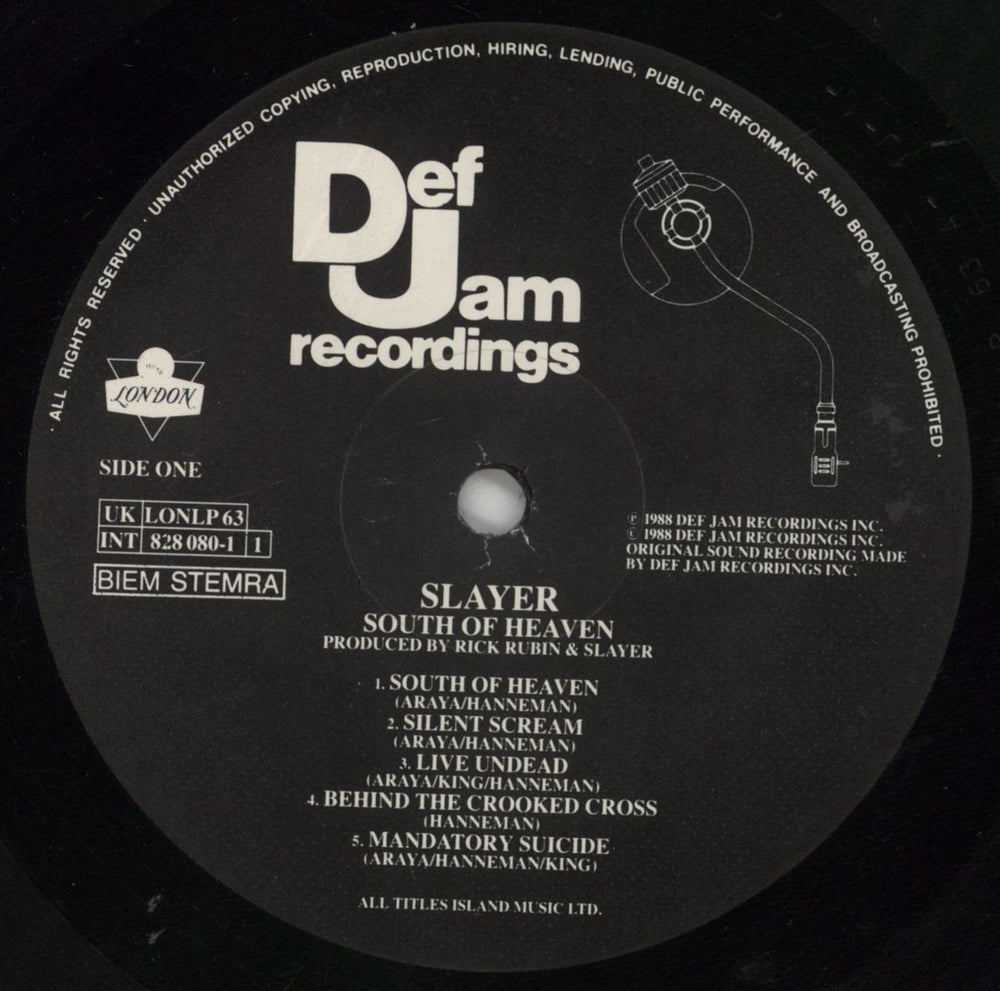 · ALL RIGHTS RESERVED · UNAUTHORIZED COPYING, REPRODUCTION, HIRING, LENDING, PUBLIC PERFORMANCE AND BROADCASTING PROHIBITED ·
Def
Jam
recordings
LONDON
SIDE ONE
UK LONLP 63
INT 828 080-1 1
BIEM STEMRA
℗ 1988 DEF JAM RECORDINGS INC.
© 1988 DEF JAM RECORDINGS INC.
ORIGINAL SOUND RECORDING MADE
BY DEF JAM RECORDINGS INC.
SLAYER
SOUTH OF HEAVEN
PRODUCED BY RICK RUBIN & SLAYER
1. SOUTH OF HEAVEN
(ARAYA/HANNEMAN)
2. SILENT SCREAM
(ARAYA/HANNEMAN)
3. LIVE UNDEAD
(ARAYA/KING/HANNEMAN)
4. BEHIND THE CROOKED CROSS
(HANNEMAN)
5. MANDATORY SUICIDE
(ARAYA/HANNEMAN/KING)
ALL TITLES ISLAND MUSIC LTD.